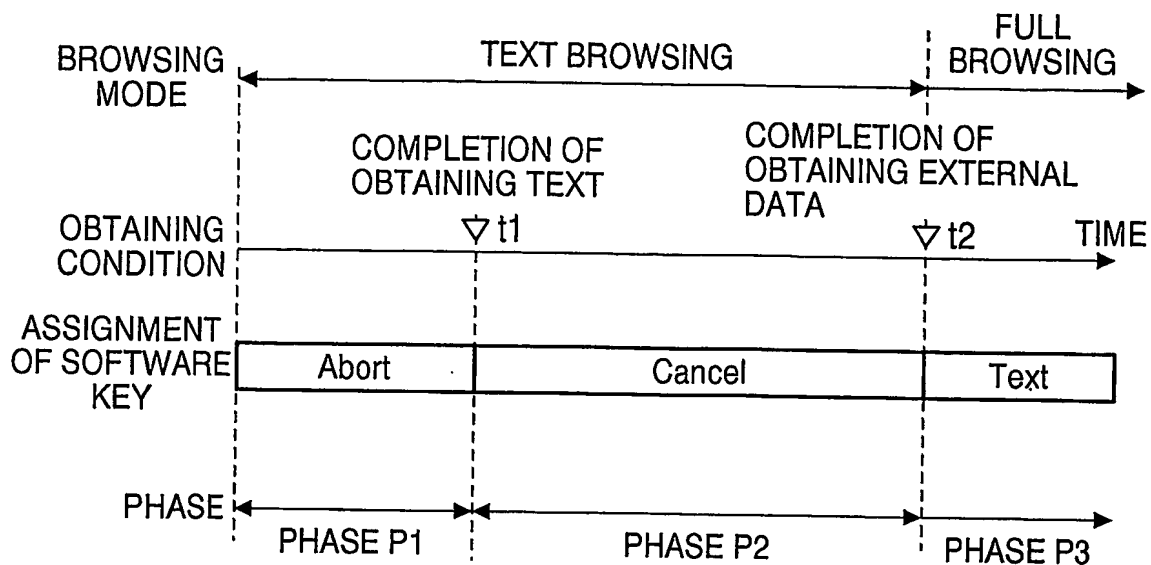 FULL
BROWSING
TEXT BROWSING
BROWSING
MODE
COMPLETION OF
OBTAINING TEXT
COMPLETION OF
OBTAINING EXTERNAL
DATA
t1
t2
TIME
OBTAINING
CONDITION
ASSIGNMENT
OF SOFTWARE
KEY
Abort
Cancel
Text
PHASE
PHASE P1
PHASE P2
PHASE P3